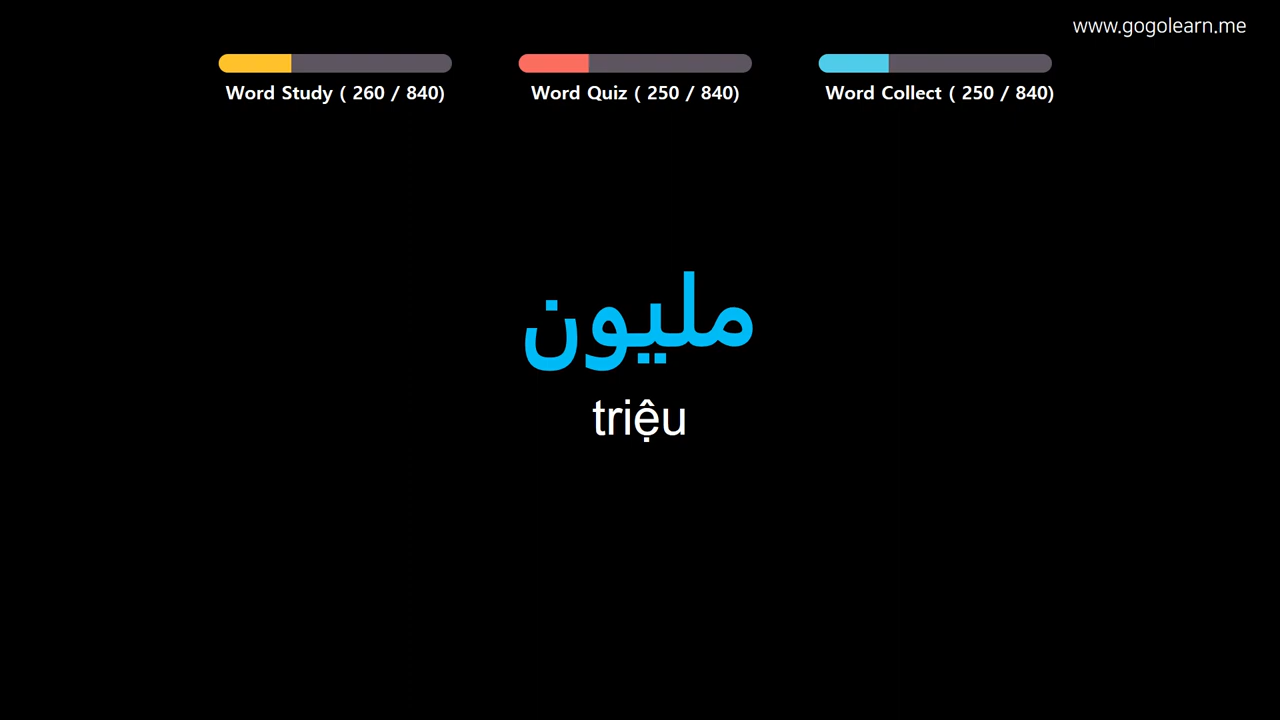 www.gogolearn.me
Word Study ( 260 / 840)
Word Quiz ( 250 / 840)
Word Collect ( 250 / 840)
مليون
triệu